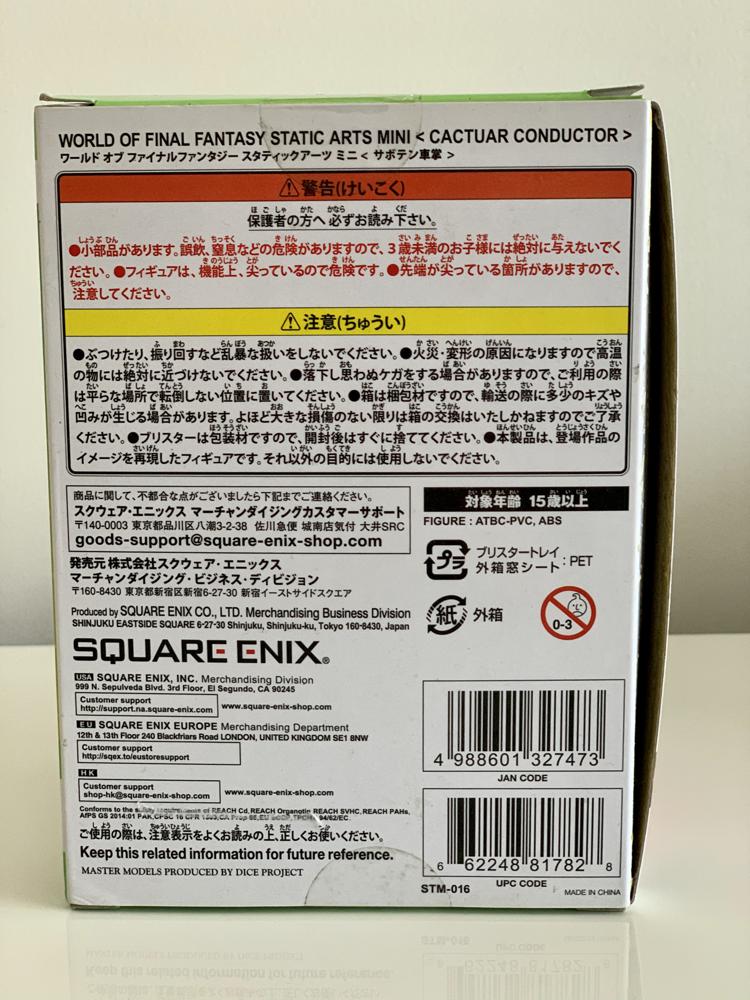 WORLD OF FINAL FANTASY STATIC ARTS MINI < CACTUAR CONDUCTOR >
ワールド オブ ファイナルファンタジー スタティックアーツ ミニ < サボテン車掌 >
⚠警告(けいこく)
保護者の方へ 必ずお読み下さい。
●小部品があります。誤飲、窒息などの危険がありますので、3歳未満のお子様には絶対に与えないでく
ださい。●フィギュアは、機能上、尖っているので危険です。●先端が尖っている箇所がありますので、
注意してください。
⚠注意(ちゅうい)
●ぶつけたり、振り回すなど乱暴な扱いをしないでください。●火災・変形の原因になりますので高温
の物には絶対に近づけないでください。●落下し思わぬケガをする場合がありますので、ご利用の際
は平らな場所で転倒しない位置に置いてください。●箱は梱包材ですので、輸送の際に多少のキズや
凹みが生じる場合があります。よほど大きな損傷のない限りは箱の交換はいたしかねますのでご了承
ください。●ブリスターは包装材ですので、開封後はすぐに捨ててください。●本製品は、登場作品の
イメージを再現したフィギュアです。それ以外の目的には使用しないでください。
商品に関して、不都合な点がございましたら下記までご連絡ください。
スクウェア・エニックス マーチャンダイジングカスタマーサポート
〒140-0003 東京都品川区八潮3-2-38 佐川急便 城南店気付 大井SRC
goods-support@square-enix-shop.com
発売元 株式会社スクウェア・エニックス
マーチャンダイジング・ビジネス・ディビジョン
〒160-8430 東京都新宿区新宿6-27-30 新宿イーストサイドスクエア
Produced by SQUARE ENIX CO., LTD. Merchandising Business Division
SHINJUKU EASTSIDE SQUARE 6-27-30 Shinjuku, Shinjuku-ku, Tokyo 160-8430, Japan
SQUARE ENIX®
USA SQUARE ENIX, INC. Merchandising Division
999 N. Sepulveda Blvd. 3rd Floor, El Segundo, CA 90245
Customer support
http://support.na.square-enix.com
www.square-enix-shop.com
EU SQUARE ENIX EUROPE Merchandising Department
12th & 13th Floor 240 Blackfriars Road LONDON, UNITED KINGDOM SE1 8NW
Customer support
http://sqex.to/eustoresupport
HK
Customer support
shop-hk@square-enix-shop.com
www.square-enix-shop.com
Conforms to the safety requirements of REACH Cd, REACH Organotin REACH SVHC, REACH PAHs,
AfPS GS 2014:01 PAK, CPSC 16 CFR
94/62/EC.
ご使用の際は、注意表示をよくお読みの上、正しくお使いください。
Keep this related information for future reference.
MASTER MODELS PRODUCED BY DICE PROJECT
対象年齢 15歳以上
FIGURE : ATBC-PVC, ABS
プラ
ブリスタートレイ
外箱窓シート : PET
紙 外箱
0-3
4 988601 327473
JAN CODE
6 62248 81782 8
UPC CODE
STM-016
MADE IN CHINA